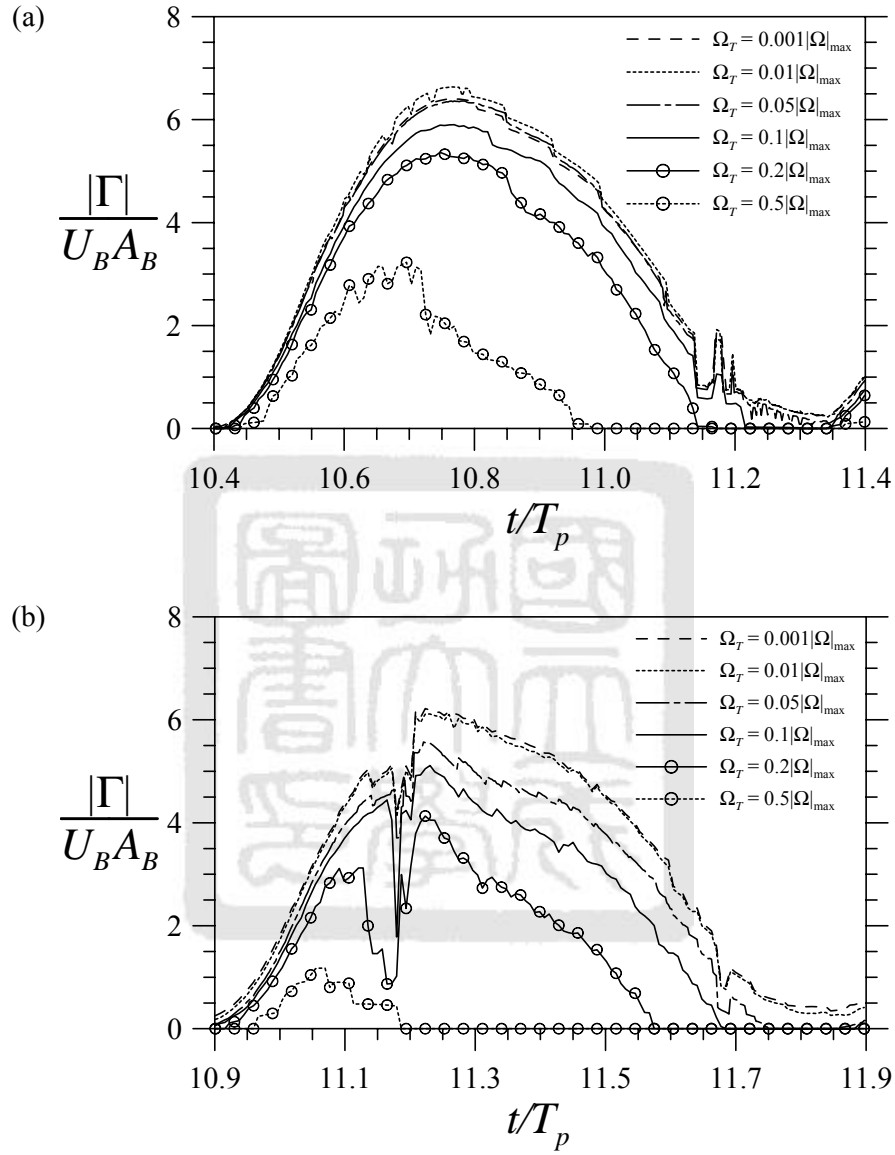 (a)
8
6
4
2
0
|Γ|
U_B A_B
Ω_T = 0.001|Ω|_max
Ω_T = 0.01|Ω|_max
Ω_T = 0.05|Ω|_max
Ω_T = 0.1|Ω|_max
Ω_T = 0.2|Ω|_max
Ω_T = 0.5|Ω|_max
10.4 10.6 10.8 11.0 11.2 11.4
t/T_p
(b)
8
6
4
2
0
|Γ|
U_B A_B
Ω_T = 0.001|Ω|_max
Ω_T = 0.01|Ω|_max
Ω_T = 0.05|Ω|_max
Ω_T = 0.1|Ω|_max
Ω_T = 0.2|Ω|_max
Ω_T = 0.5|Ω|_max
10.9 11.1 11.3 11.5 11.7 11.9
t/T_p